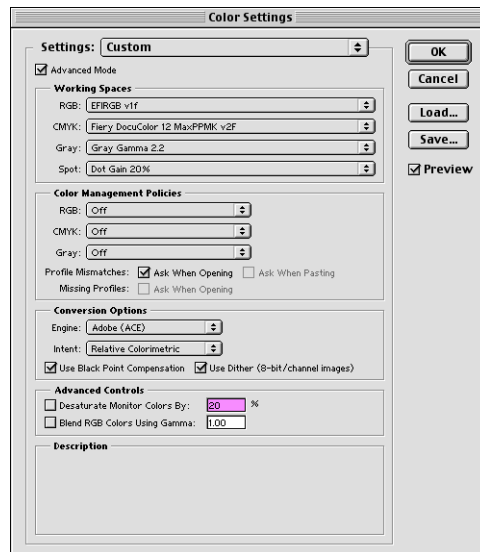 Color Settings
Settings: Custom
Advanced Mode
Working Spaces
RGB: EFIRGB v1f
CMYK: Fiery DocuColor 12 MaxPPMK v2F
Gray: Gray Gamma 2.2
Spot: Dot Gain 20%
Color Management Policies
RGB: Off
CMYK: Off
Gray: Off
Profile Mismatches: Ask When Opening Ask When Pasting
Missing Profiles: Ask When Opening
Conversion Options
Engine: Adobe (ACE)
Intent: Relative Colorimetric
Use Black Point Compensation Use Dither (8-bit/channel images)
Advanced Controls
Desaturate Monitor Colors By: 20 %
Blend RGB Colors Using Gamma: 1.00
Description
OK
Cancel
Load...
Save...
Preview